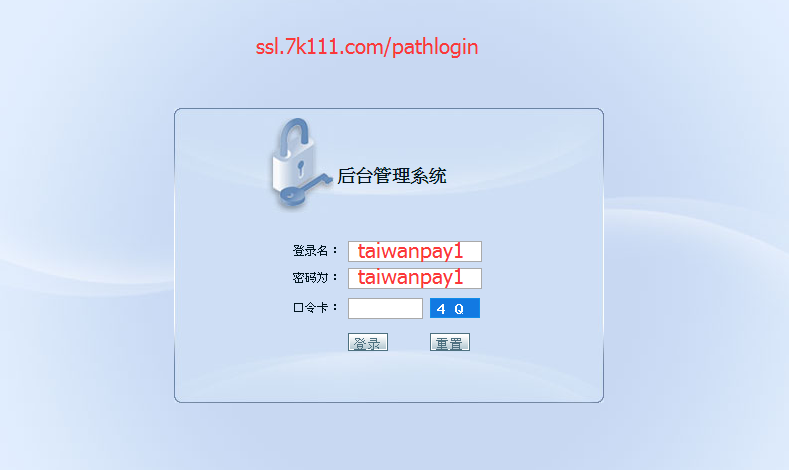 ssl.7k111.com/pathlogin
后台管理系统
登录名： taiwanpay1
密码为： taiwanpay1
口令卡： 4 Q
登录 重置